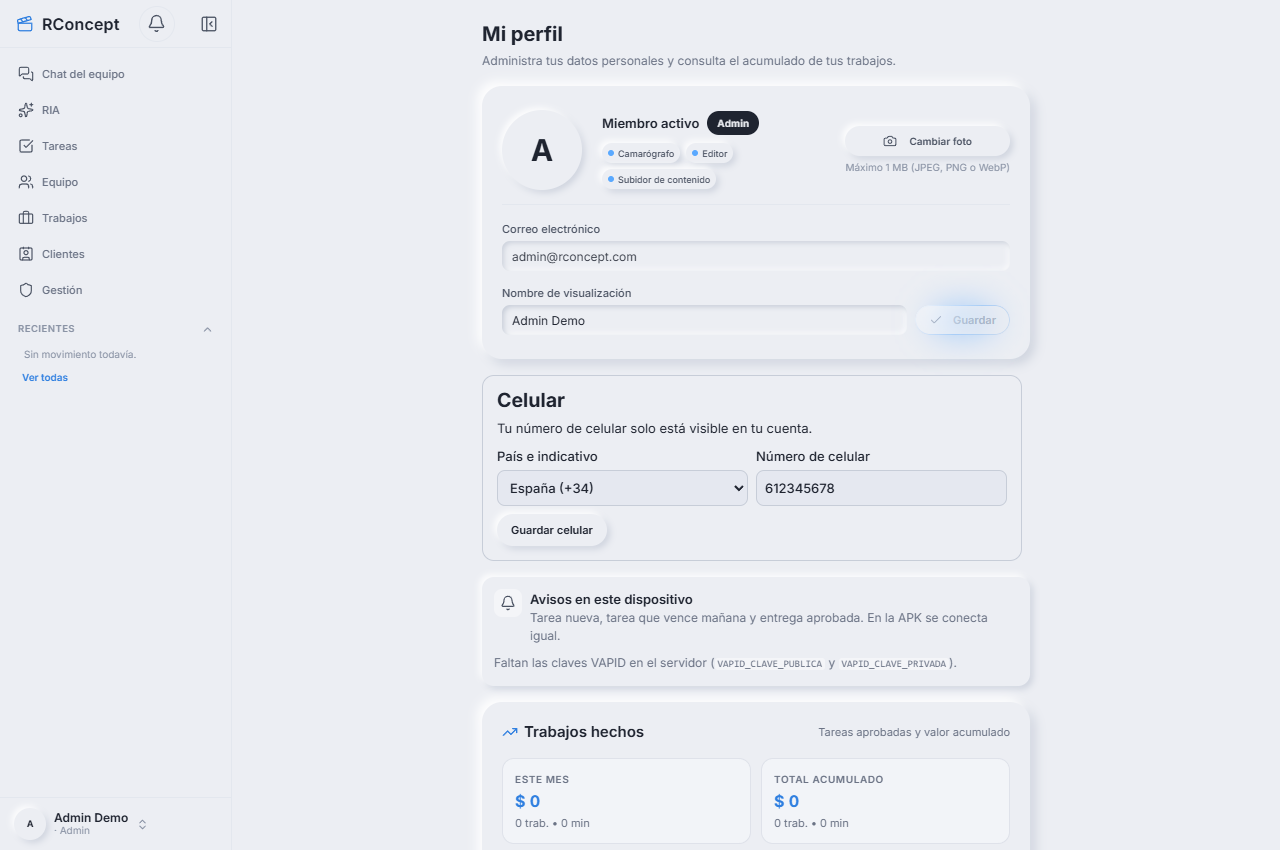 RConcept
Chat del equipo
RIA
Tareas
Equipo
Trabajos
Clientes
Gestión
RECIENTES
Sin movimiento todavía.
Ver todas
A
Admin Demo
· Admin
Mi perfil
Administra tus datos personales y consulta el acumulado de tus trabajos.
A
Miembro activo
Admin
Camarógrafo
Editor
Subidor de contenido
Cambiar foto
Máximo 1 MB (JPEG, PNG o WebP)
Correo electrónico
admin@rconcept.com
Nombre de visualización
Admin Demo
Guardar
Celular
Tu número de celular solo está visible en tu cuenta.
País e indicativo
Número de celular
España (+34)
612345678
Guardar celular
Avisos en este dispositivo
Tarea nueva, tarea que vence mañana y entrega aprobada. En la APK se conecta
igual.
Faltan las claves VAPID en el servidor ( VAPID_CLAVE_PUBLICA y VAPID_CLAVE_PRIVADA ).
Trabajos hechos
Tareas aprobadas y valor acumulado
ESTE MES
$ 0
0 trab. • 0 min
TOTAL ACUMULADO
$ 0
0 trab. • 0 min